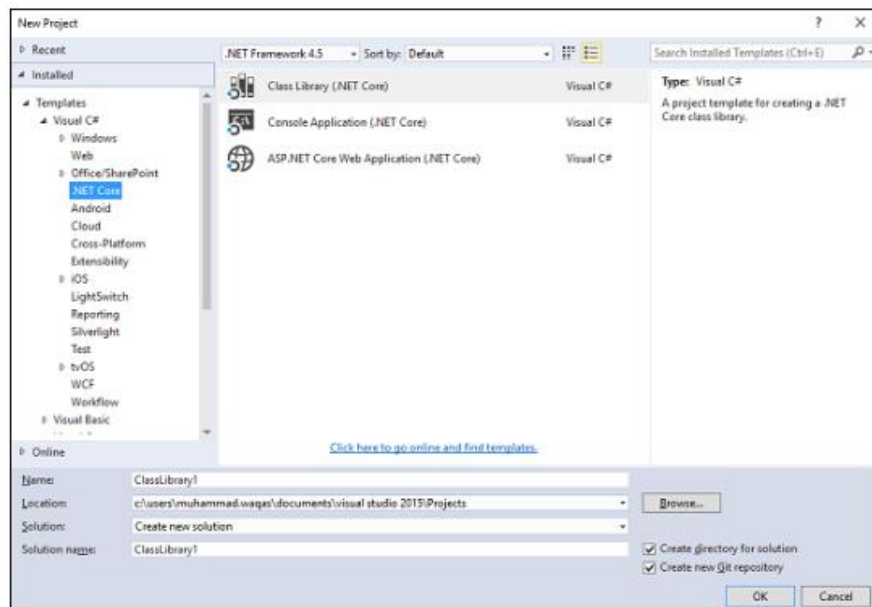 New Project
? ×
Recent
.NET Framework 4.5
Sort by: Default
Search Installed Templates (Ctrl+E)
Installed
Templates
Visual C#
Windows
Web
Office/SharePoint
.NET Core
Android
Cloud
Cross-Platform
Extensibility
iOS
LightSwitch
Reporting
Silverlight
Test
tvOS
WCF
Workflow
Visual Basic
Online
Class Library (.NET Core) Visual C#
Console Application (.NET Core) Visual C#
ASP.NET Core Web Application (.NET Core) Visual C#
Click here to go online and find templates.
Type: Visual C#
A project template for creating a .NET
Core class library.
Name: ClassLibrary1
Location: c:\users\muhammad.waqas\documents\visual studio 2015\Projects
Browse...
Solution: Create new solution
Solution name: ClassLibrary1
Create directory for solution
Create new Git repository
OK Cancel